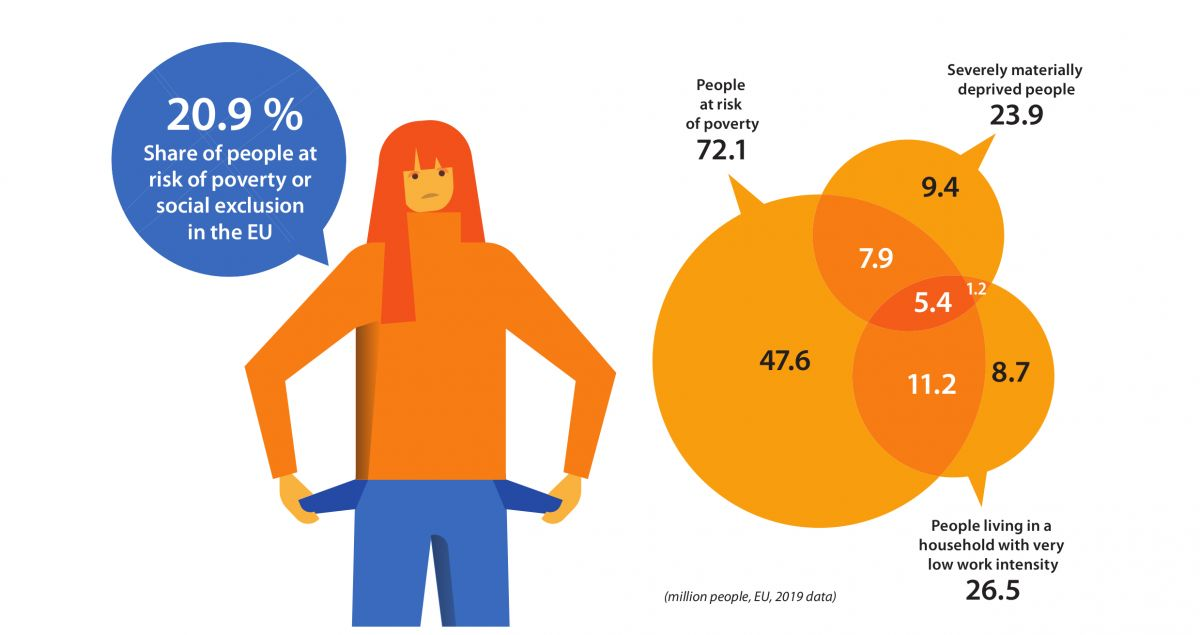 20.9 %
Share of people at
risk of poverty or
social exclusion
in the EU
People
at risk
of poverty
72.1
Severely materially
deprived people
23.9
9.4
7.9
1.2
5.4
47.6
11.2
8.7
People living in a
household with very
low work intensity
26.5
(million people, EU, 2019 data)